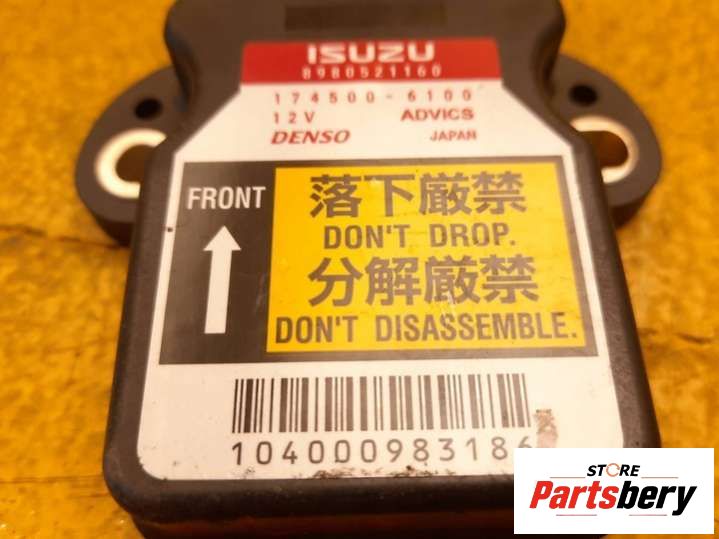 ISUZU
8980521160
174500-6100
12V ADVICS
DENSO JAPAN
FRONT
落下厳禁
DON'T DROP.
分解厳禁
DON'T DISASSEMBLE.
104000983186
STORE
Partsbery